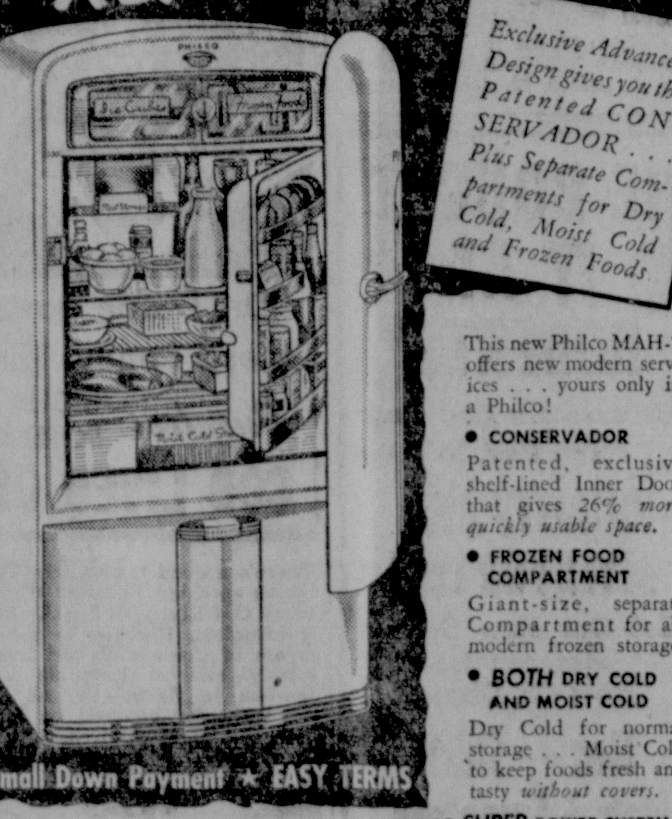 PHILCO
Ice Cubes
Frozen Food
Exclusive Advance
Design gives you th
Patented CON
SERVADOR . . .
Plus Separate Com-
partments for Dry
Cold, Moist Cold
and Frozen Foods
This new Philco MAH-
offers new modern serv
ices . . . yours only i
a Philco!
• CONSERVADOR
Patented, exclusiv
shelf-lined Inner Doo
that gives 26% mor
quickly usable space.
• FROZEN FOOD
COMPARTMENT
Giant-size, separat
Compartment for a
modern frozen storag
• BOTH DRY COLD
AND MOIST COLD
Dry Cold for norma
storage . . . Moist Col
to keep foods fresh an
tasty without covers.
mall Down Payment ★ EASY TERMS